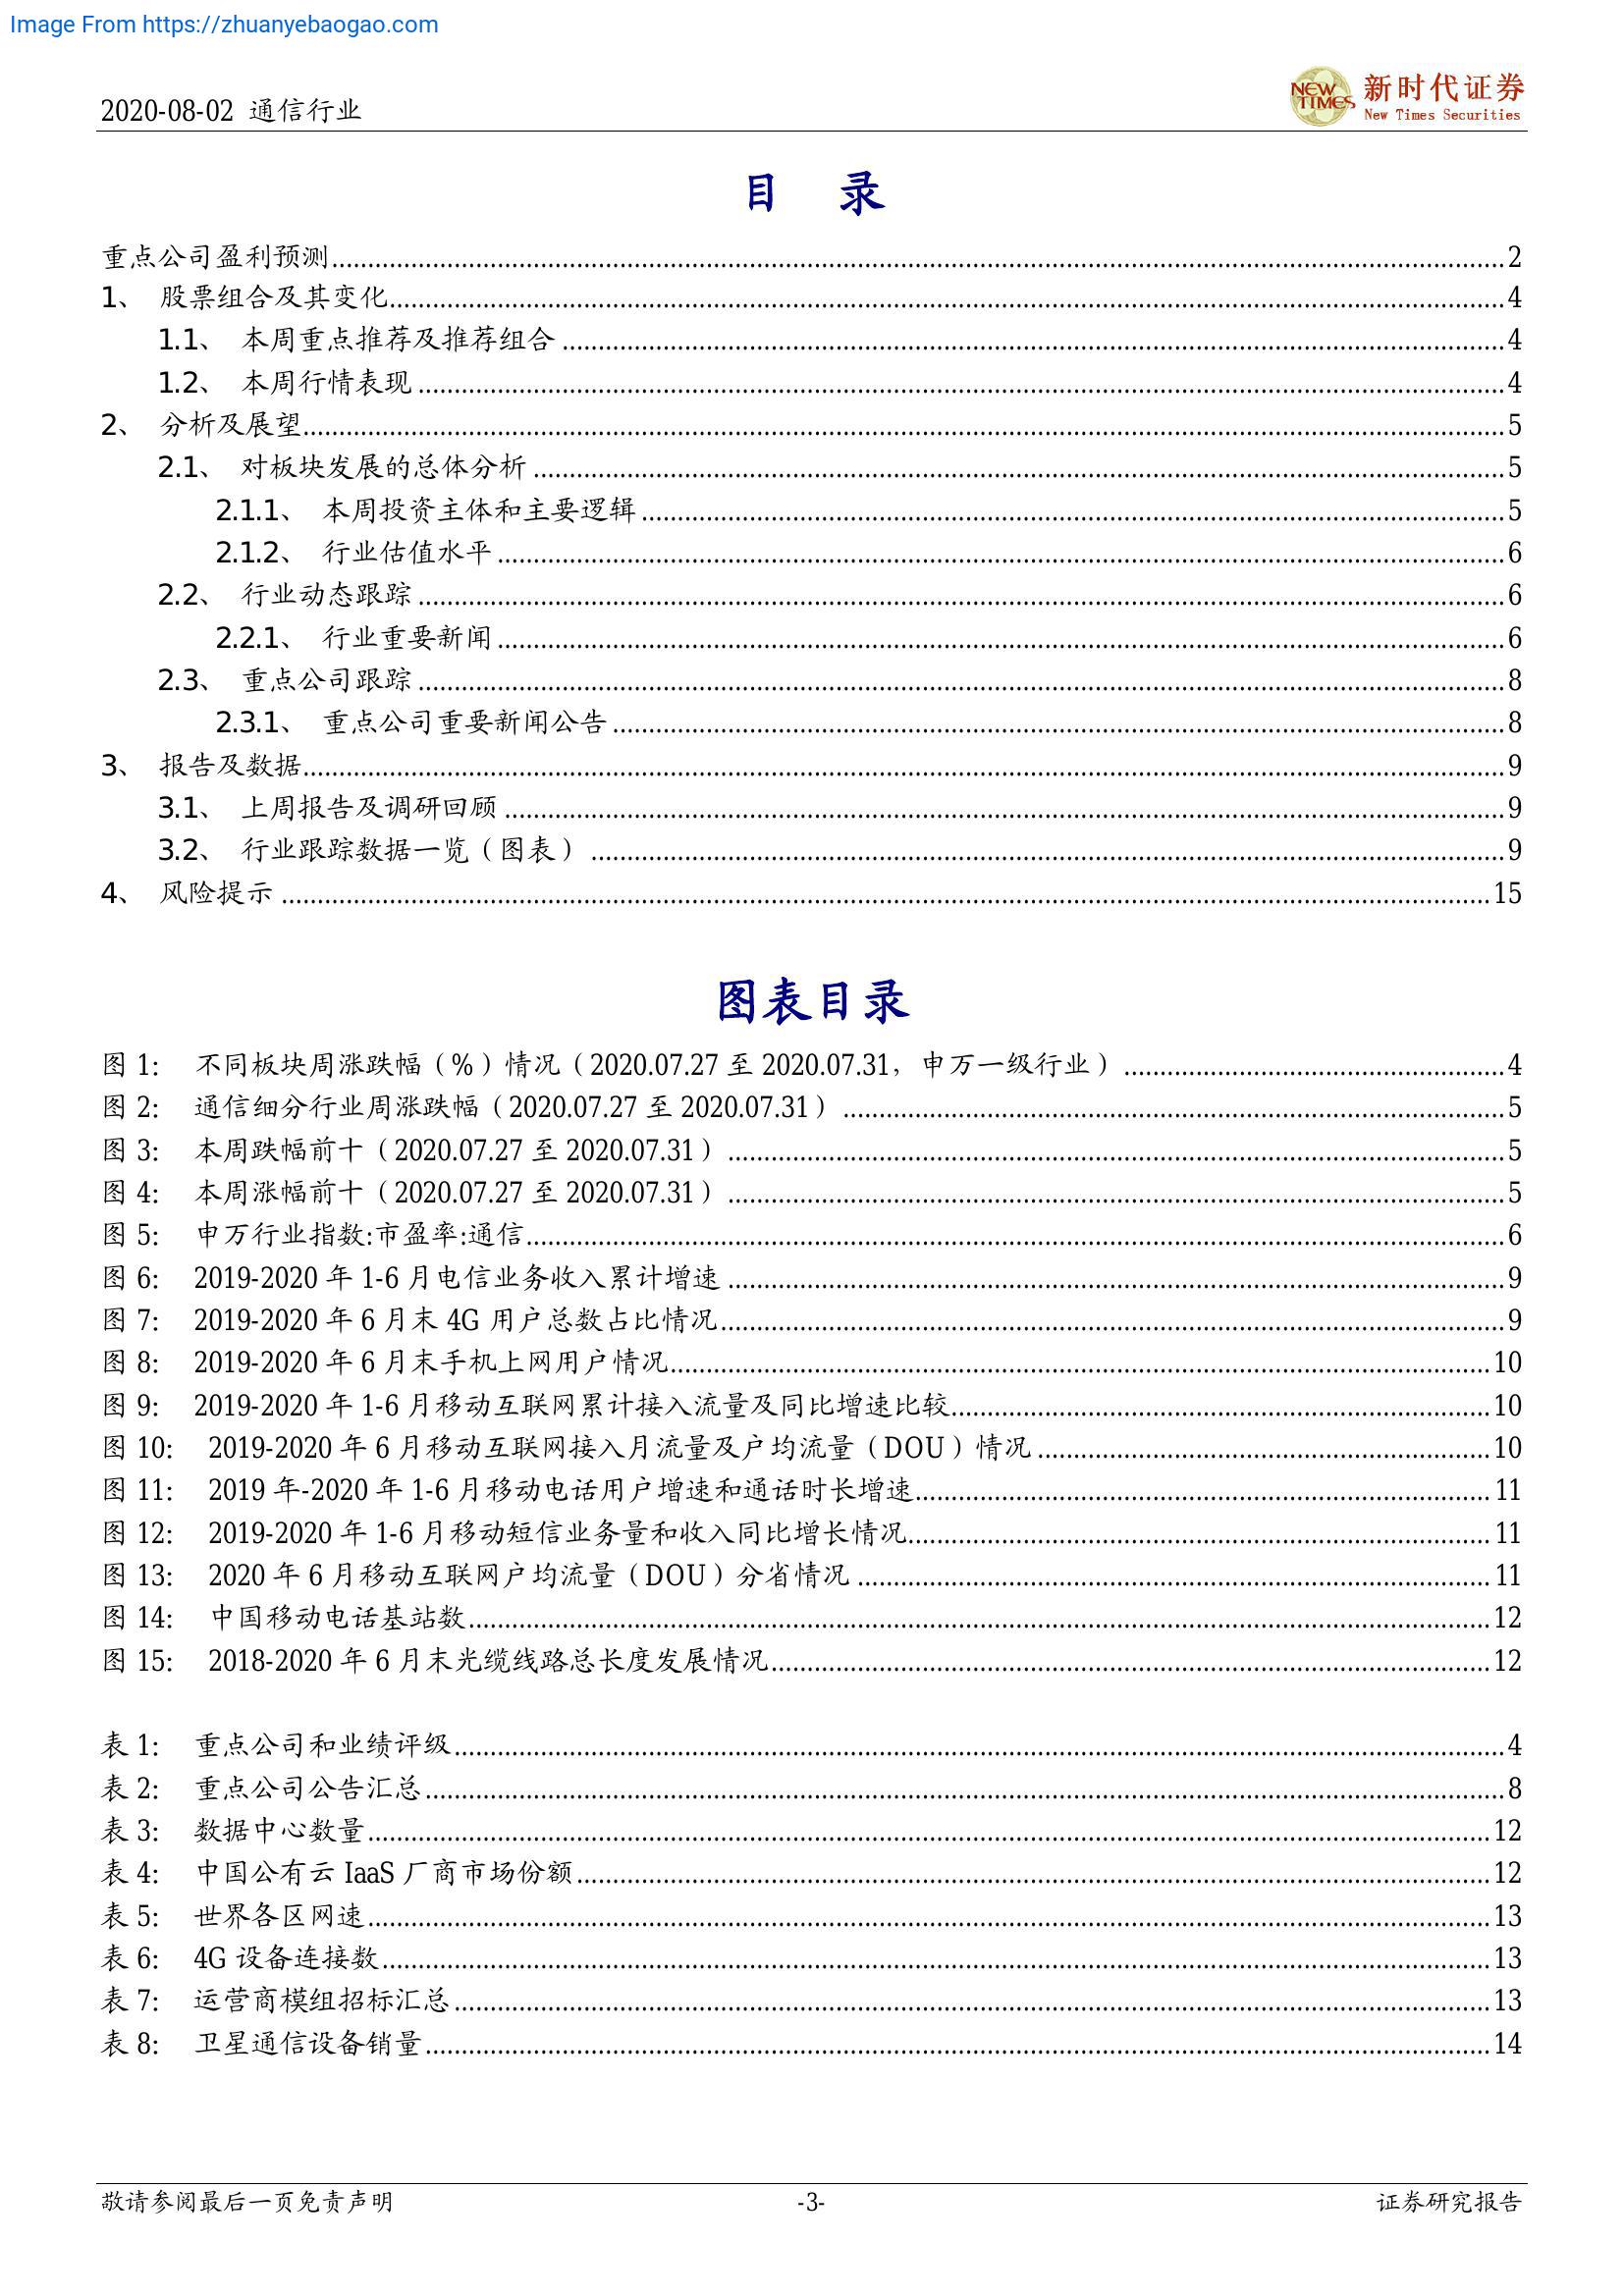 Image From https://zhuanyebaogao.com
2020-08-02 通信行业
NEW TIMES
新时代证券
New Times Securities
目 录
重点公司盈利预测 2
1、 股票组合及其变化 4
1.1、 本周重点推荐及推荐组合 4
1.2、 本周行情表现 4
2、 分析及展望 5
2.1、 对板块发展的总体分析 5
2.1.1、 本周投资主体和主要逻辑 5
2.1.2、 行业估值水平 6
2.2、 行业动态跟踪 6
2.2.1、 行业重要新闻 6
2.3、 重点公司跟踪 8
2.3.1、 重点公司重要新闻公告 8
3、 报告及数据 9
3.1、 上周报告及调研回顾 9
3.2、 行业跟踪数据一览（图表） 9
4、 风险提示 15
图表目录
图 1: 不同板块周涨跌幅（%）情况（2020.07.27 至 2020.07.31，申万一级行业） 4
图 2: 通信细分行业周涨跌幅（2020.07.27 至 2020.07.31） 5
图 3: 本周跌幅前十（2020.07.27 至 2020.07.31） 5
图 4: 本周涨幅前十（2020.07.27 至 2020.07.31） 5
图 5: 申万行业指数:市盈率:通信 6
图 6: 2019-2020 年 1-6 月电信业务收入累计增速 9
图 7: 2019-2020 年 6 月末 4G 用户总数占比情况 9
图 8: 2019-2020 年 6 月末手机上网用户情况 10
图 9: 2019-2020 年 1-6 月移动互联网累计接入流量及同比增速比较 10
图 10: 2019-2020 年 6 月移动互联网接入月流量及户均流量（DOU）情况 10
图 11: 2019 年-2020 年 1-6 月移动电话用户增速和通话时长增速 11
图 12: 2019-2020 年 1-6 月移动短信业务量和收入同比增长情况 11
图 13: 2020 年 6 月移动互联网户均流量（DOU）分省情况 11
图 14: 中国移动电话基站数 12
图 15: 2018-2020 年 6 月末光缆线路总长度发展情况 12
表 1: 重点公司和业绩评级 4
表 2: 重点公司公告汇总 8
表 3: 数据中心数量 12
表 4: 中国公有云 IaaS 厂商市场份额 12
表 5: 世界各区网速 13
表 6: 4G 设备连接数 13
表 7: 运营商模组招标汇总 13
表 8: 卫星通信设备销量 14
敬请参阅最后一页免责声明 -3- 证券研究报告